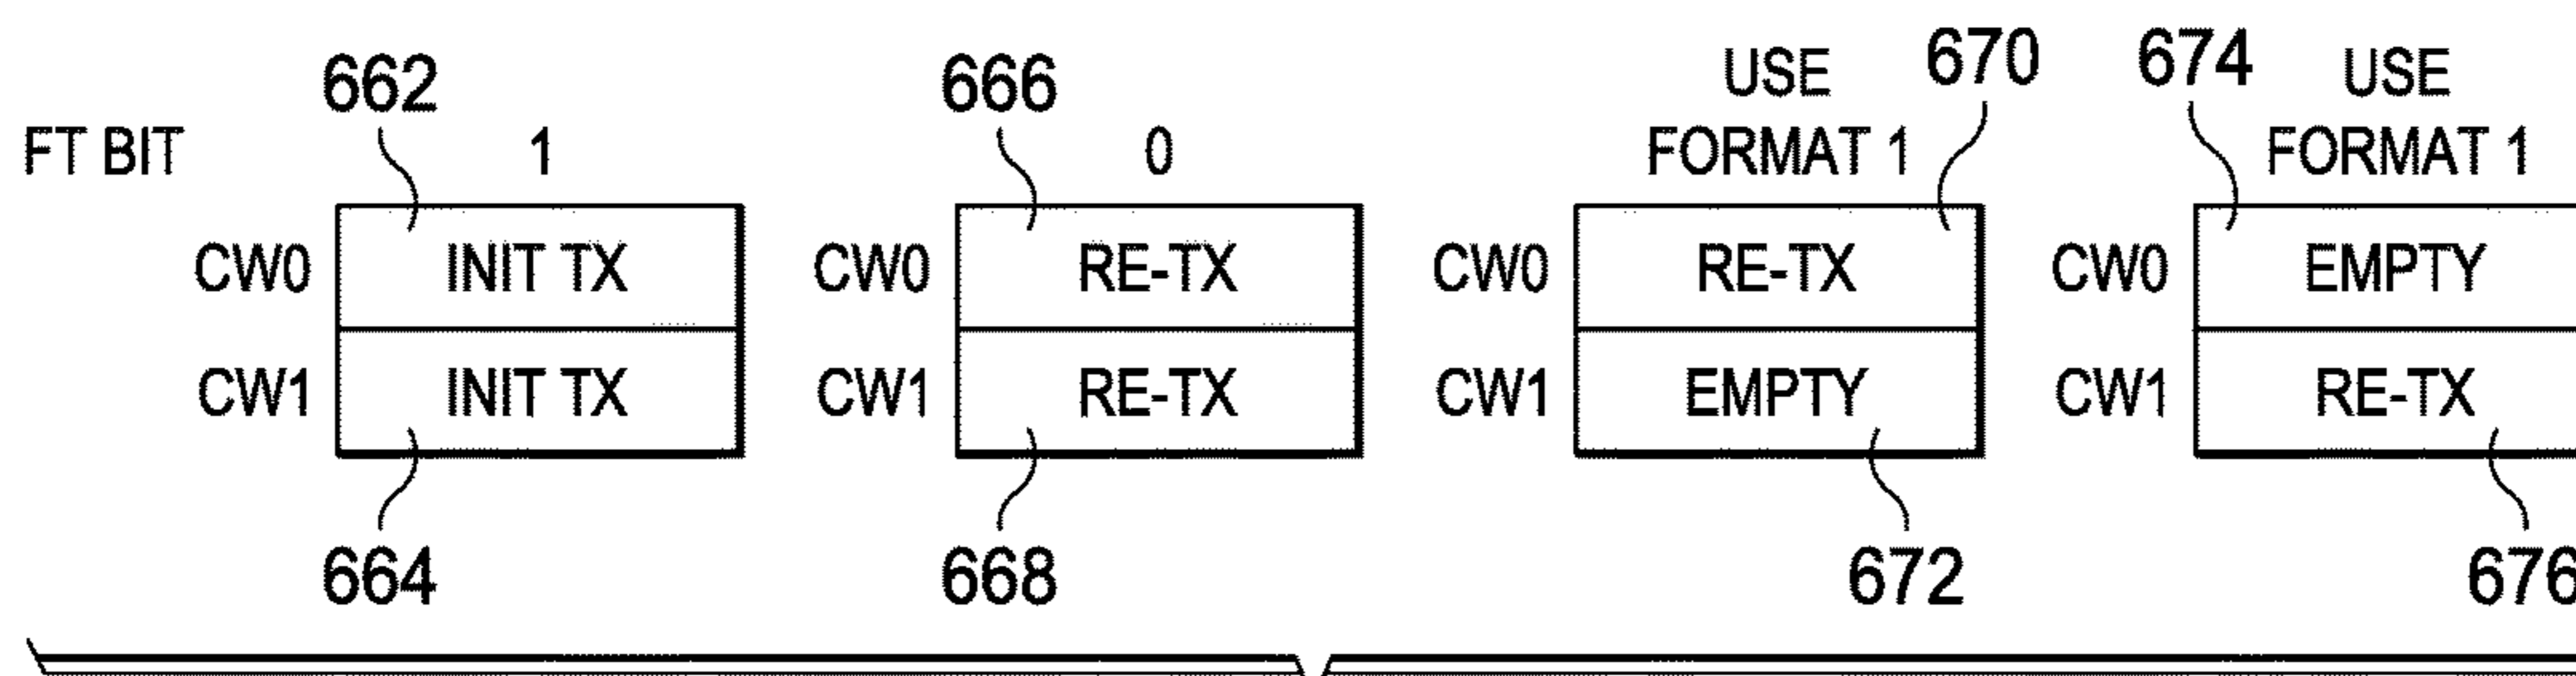 662 666 USE 670 674 USE
FT BIT 1 0 FORMAT 1 FORMAT 1
CW0 INIT TX CW0 RE-TX CW0 RE-TX CW0 EMPTY
CW1 INIT TX CW1 RE-TX CW1 EMPTY CW1 RE-TX
664 668 672 676